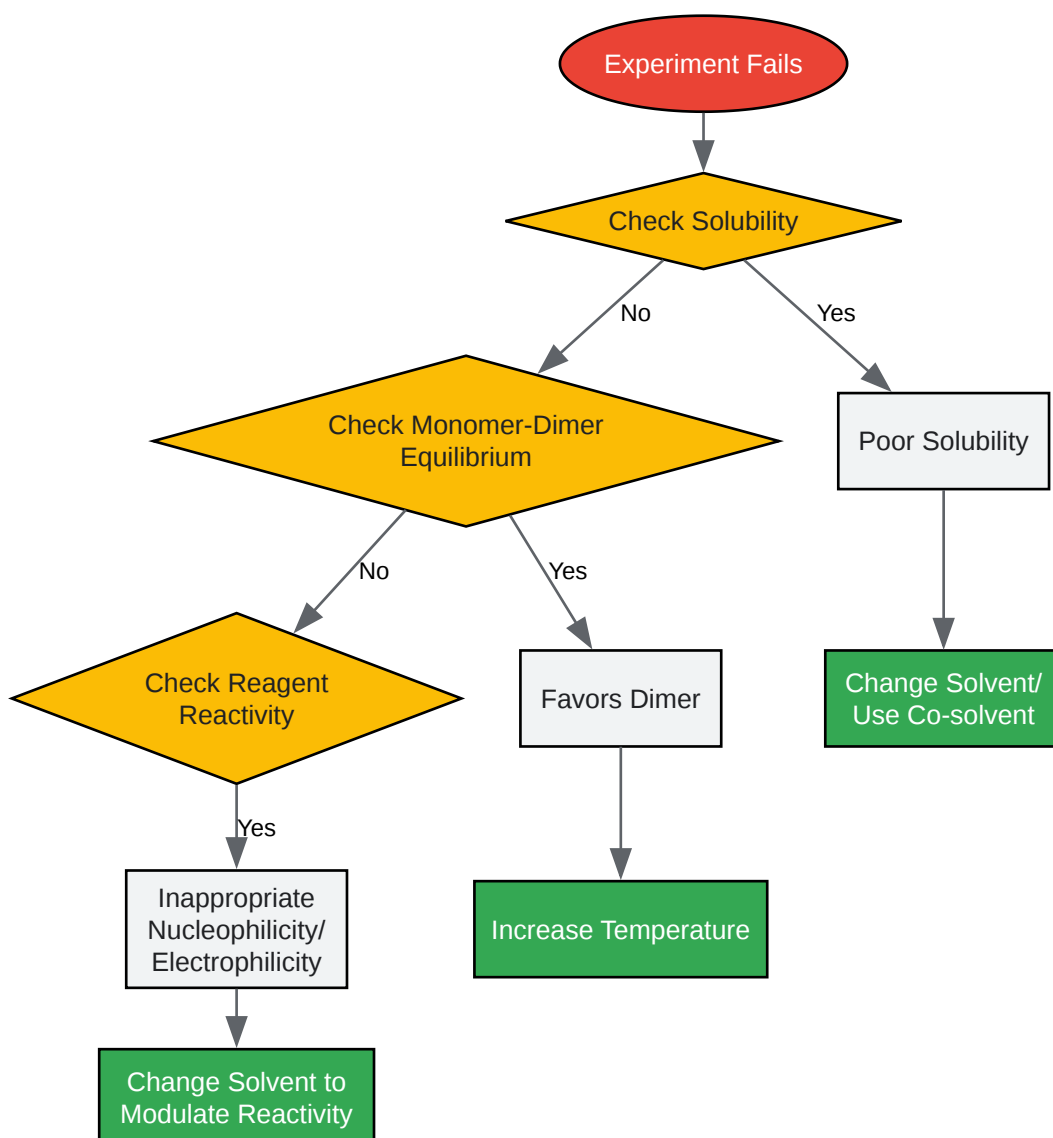 Experiment Fails
Check Solubility
No
Yes
Check Monomer-Dimer
Equilibrium
Poor Solubility
No
Yes
Check Reagent
Reactivity
Favors Dimer
Change Solvent/
Use Co-solvent
Yes
Inappropriate
Nucleophilicity/
Electrophilicity
Increase Temperature
Change Solvent to
Modulate Reactivity